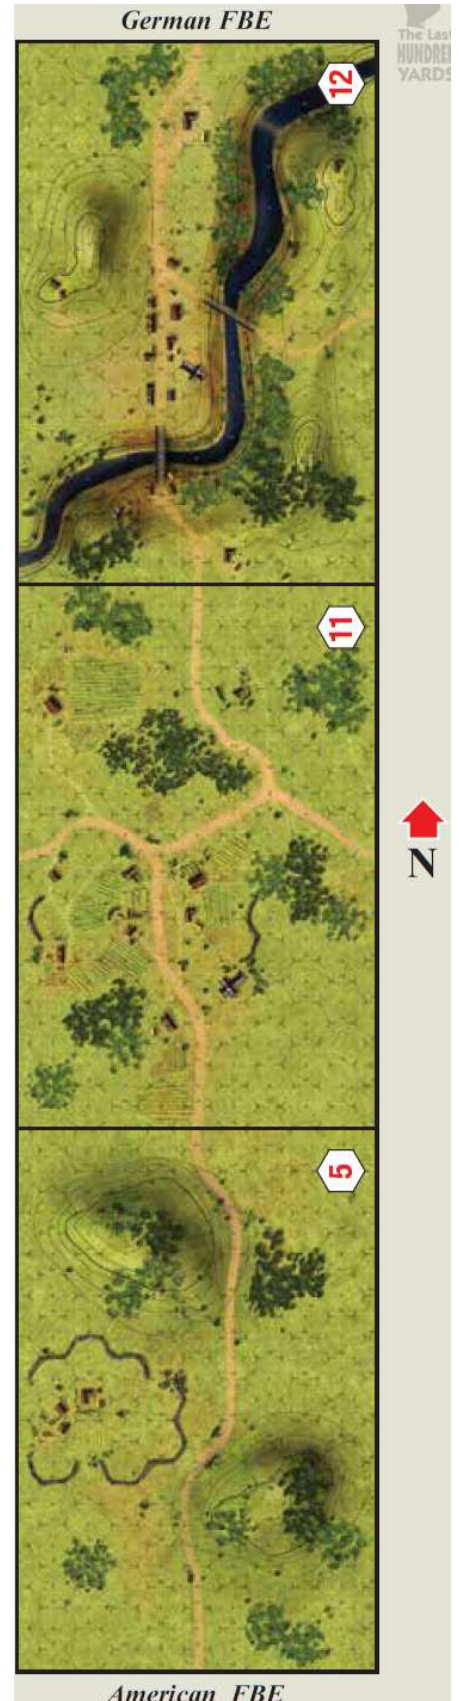 German FBE
The Last
HUNDRED
YARDS
12
11
N
5
American FBE